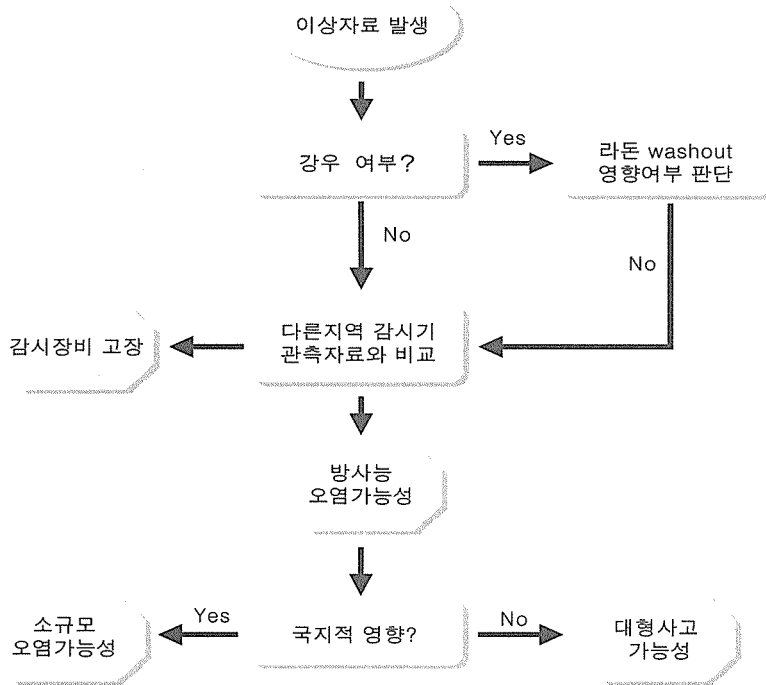 이상자료 발생
강우 여부?
Yes
라돈 washout
영향여부 판단
No
No
감시장비 고장
다른지역 감시기
관측자료와 비교
방사능
오염가능성
소규모
오염가능성
Yes
국지적 영향?
No
대형사고
가능성